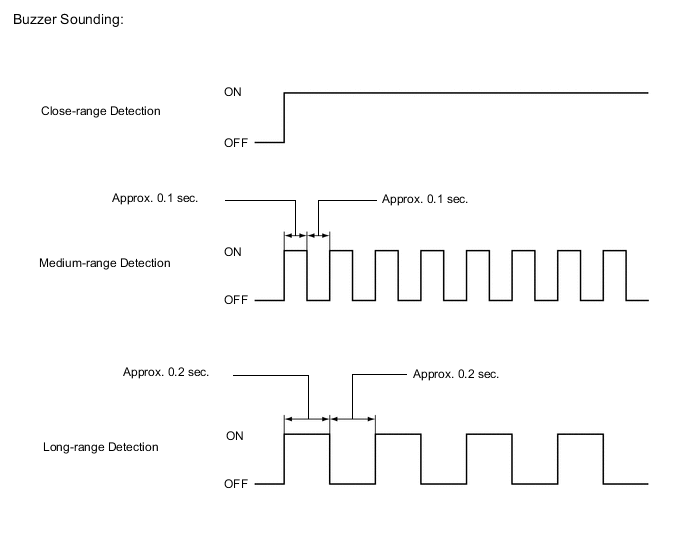 Buzzer Sounding:
ON
Close-range Detection
OFF
Approx. 0.1 sec.
Approx. 0.1 sec.
ON
Medium-range Detection
OFF
Approx. 0.2 sec.
Approx. 0.2 sec.
ON
Long-range Detection
OFF